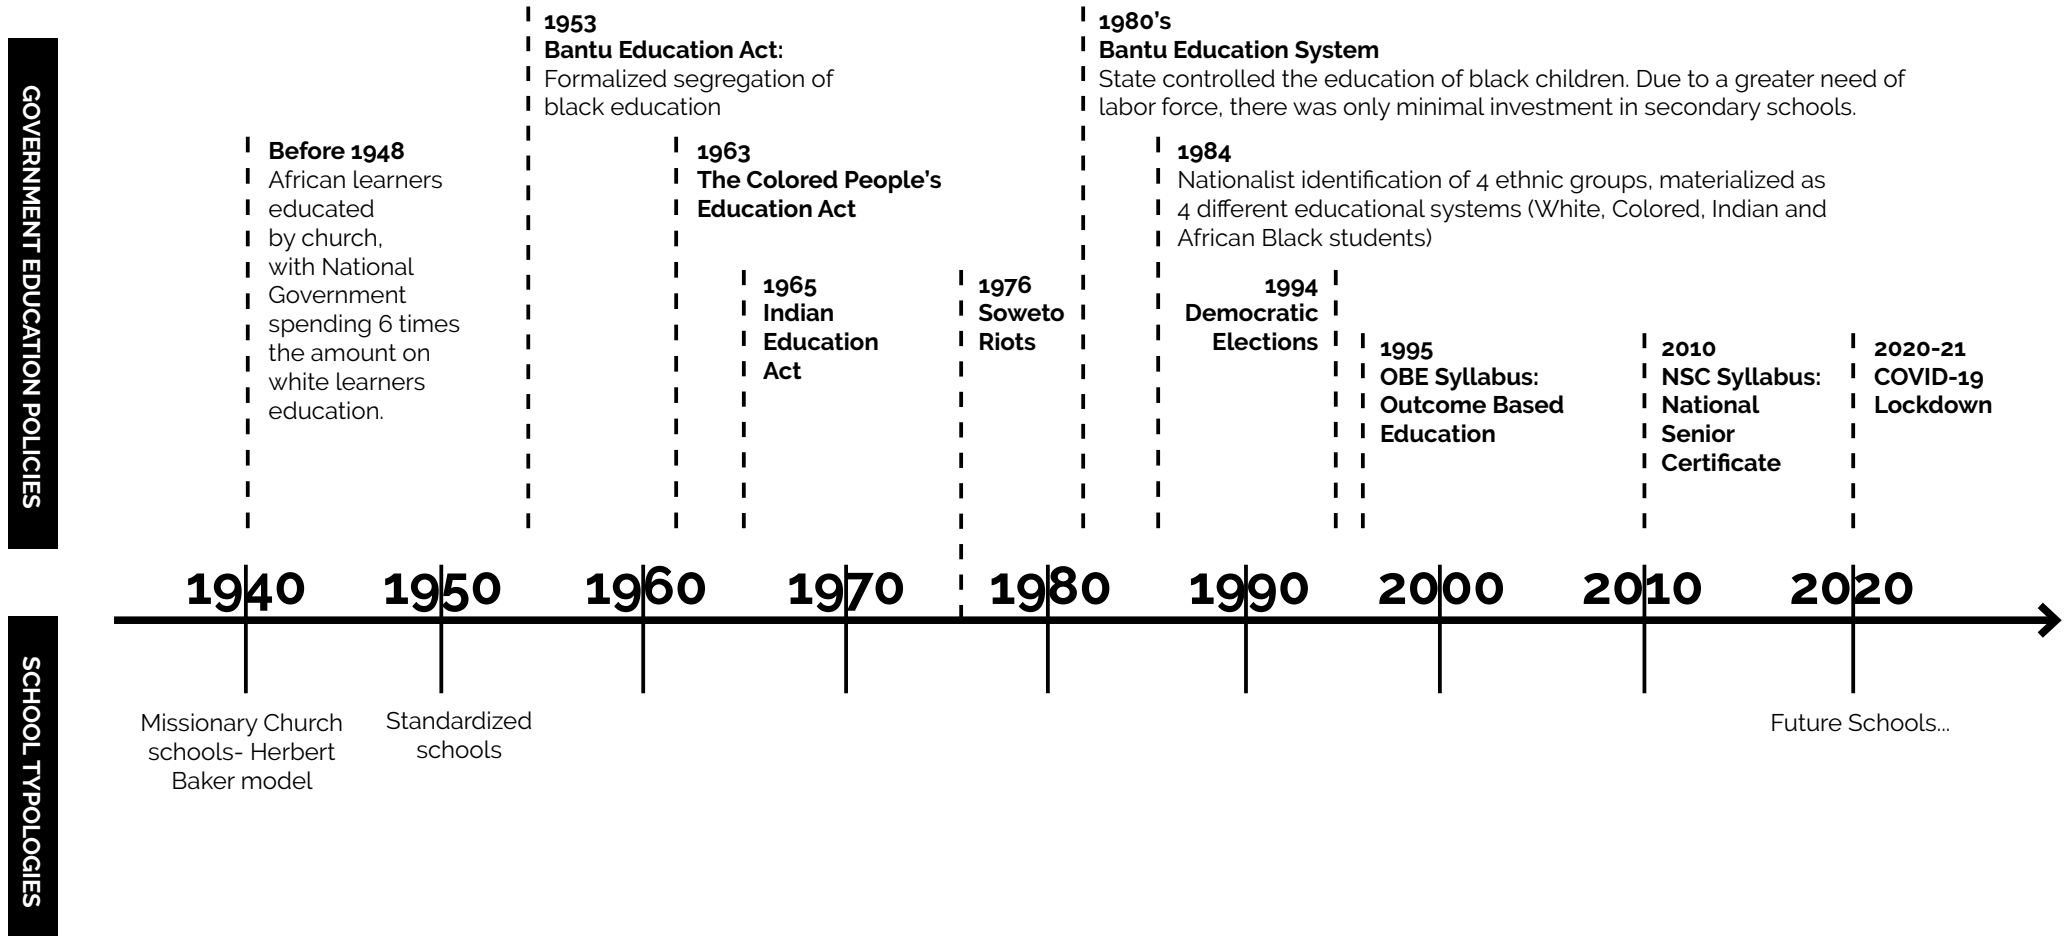 GOVERNMENT EDUCATION POLICIES
Before 1948
African learners
educated
by church,
with National
Government
spending 6 times
the amount on
white learners
education.
1953
Bantu Education Act:
Formalized segregation of
black education
1963
The Colored People's
Education Act
1965
Indian
Education
Act
1976
Soweto
Riots
1980's
Bantu Education System
State controlled the education of black children. Due to a greater need of
labor force, there was only minimal investment in secondary schools.
1984
Nationalist identification of 4 ethnic groups, materialized as
4 different educational systems (White, Colored, Indian and
African Black students)
1994
Democratic
Elections
1995
OBE Syllabus:
Outcome Based
Education
2010
NSC Syllabus:
National
Senior
Certificate
2020-21
COVID-19
Lockdown
1940 1950 1960 1970 1980 1990 2000 2010 2020
SCHOOL TYPOLOGIES
Missionary Church
schools- Herbert
Baker model
Standardized
schools
Future Schools...